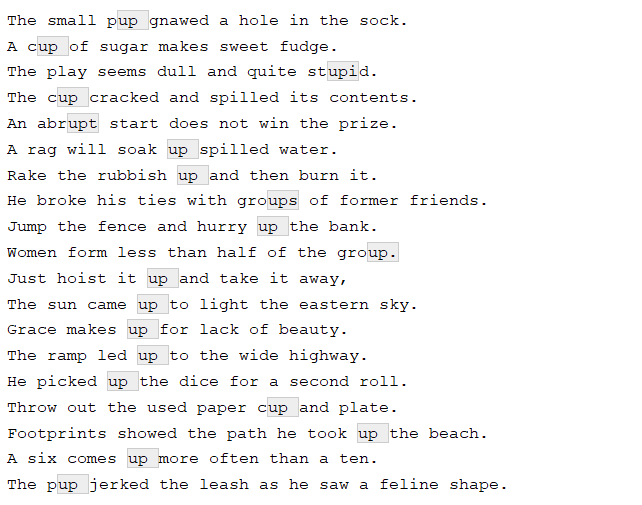 The small pup gnawed a hole in the sock.
A cup of sugar makes sweet fudge.
The play seems dull and quite stupid.
The cup cracked and spilled its contents.
An abrupt start does not win the prize.
A rag will soak up spilled water.
Rake the rubbish up and then burn it.
He broke his ties with groups of former friends.
Jump the fence and hurry up the bank.
Women form less than half of the group.
Just hoist it up and take it away,
The sun came up to light the eastern sky.
Grace makes up for lack of beauty.
The ramp led up to the wide highway.
He picked up the dice for a second roll.
Throw out the used paper cup and plate.
Footprints showed the path he took up the beach.
A six comes up more often than a ten.
The pup jerked the leash as he saw a feline shape.